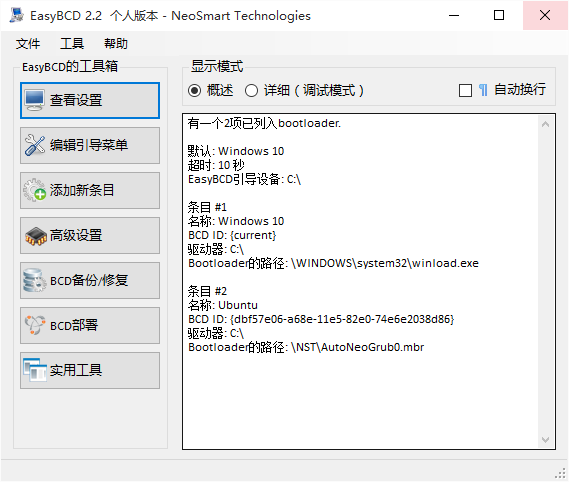 EasyBCD 2.2 个人版本 - NeoSmart Technologies
文件 工具 帮助
EasyBCD的工具箱
查看设置
编辑引导菜单
添加新条目
高级设置
BCD备份/修复
BCD部署
实用工具
显示模式
概述 详细（调试模式） ¶ 自动换行
有一个2项已列入bootloader.
默认: Windows 10
超时: 10 秒
EasyBCD引导设备: C:\
条目 #1
名称: Windows 10
BCD ID: {current}
驱动器: C:\
Bootloader的路径: \WINDOWS\system32\winload.exe
条目 #2
名称: Ubuntu
BCD ID: {dbf57e06-a68e-11e5-82e0-74e6e2038d86}
驱动器: C:\
Bootloader的路径: \NST\AutoNeoGrub0.mbr